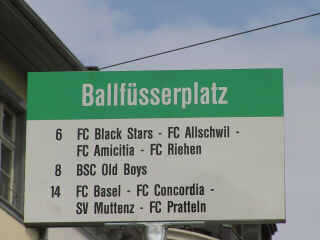 Ballfüsserplatz
6 FC Black Stars - FC Allschwil -
FC Amicitia - FC Riehen
8 BSC Old Boys
14 FC Basel - FC Concordia -
SV Muttenz - FC Pratteln